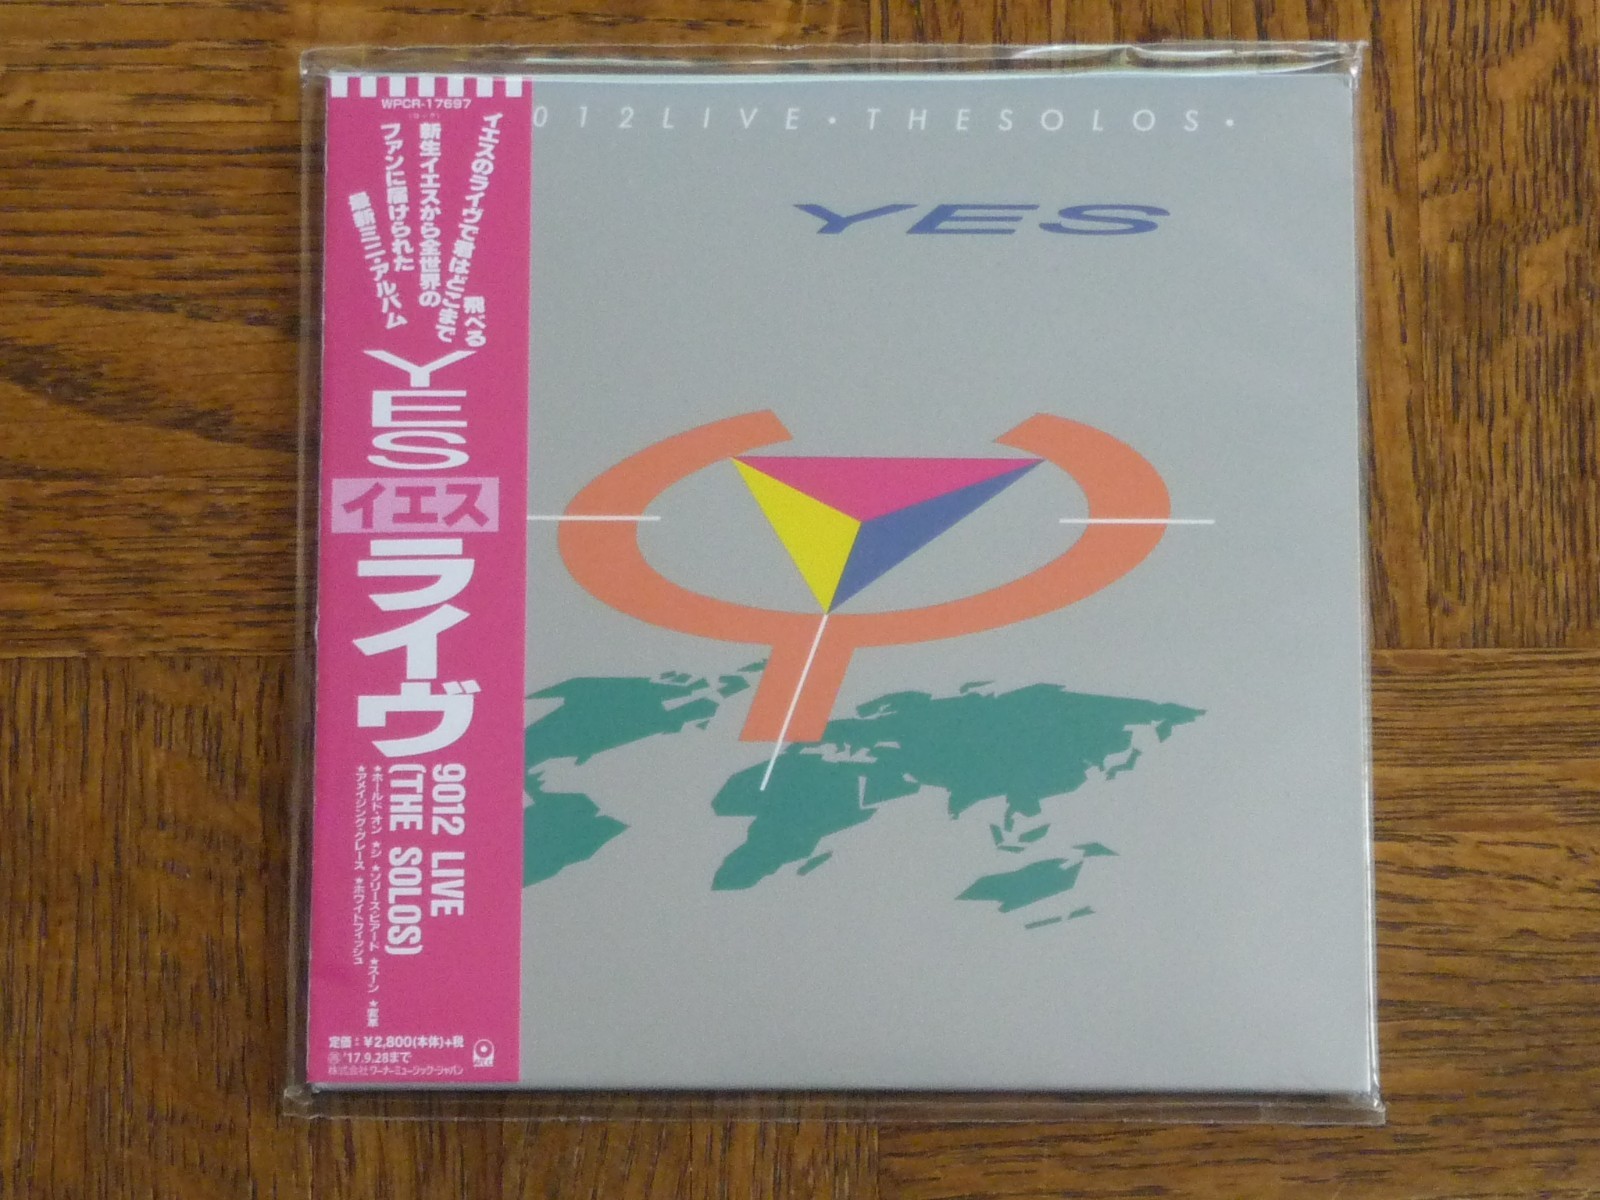 012LIVE・THESOLOS・
YES
WPCR-17697
イエスのライヴで君はどこまで
飛べる
新生イエスから全世界の
ファンに届けられた
最新ミニ・アルバム
YES
イエス
ライヴ
9012 LIVE
(THE SOLOS)
★ホールド・オン ★シ ★ソリーズ・ビアード ★スーン ★変革
★アメイジング・グレース ★ホワイトフィッシュ
定価:¥2,800(本体)+税
'17.9.28まで
株式会社 ワーナーミュージック・ジャパン